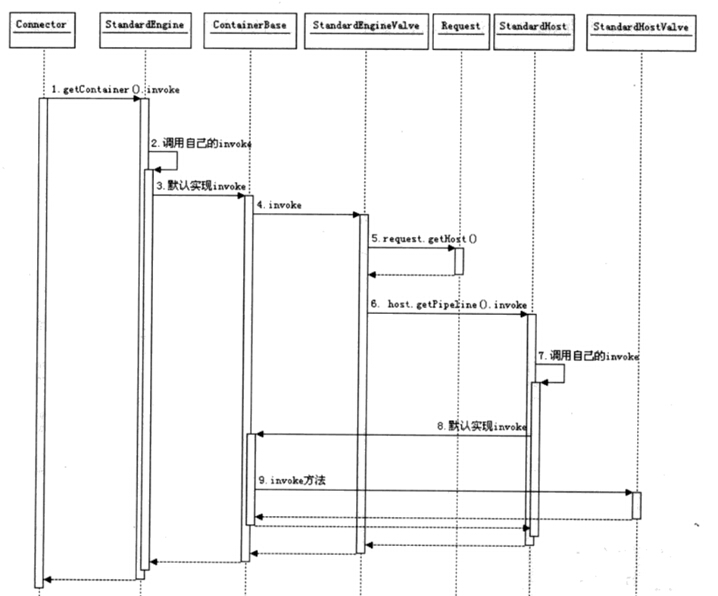 Connector
StandardEngine
ContainerBase
StandardEngineValve
Request
StandardHost
StandardHostValve
1.getContainer().invoke
2.调用自己的invoke
3.默认实现invoke
4.invoke
5.request.getHost()
6. host.getPipeline().invoke
7.调用自己的invoke
8.默认实现invoke
9.invoke方法